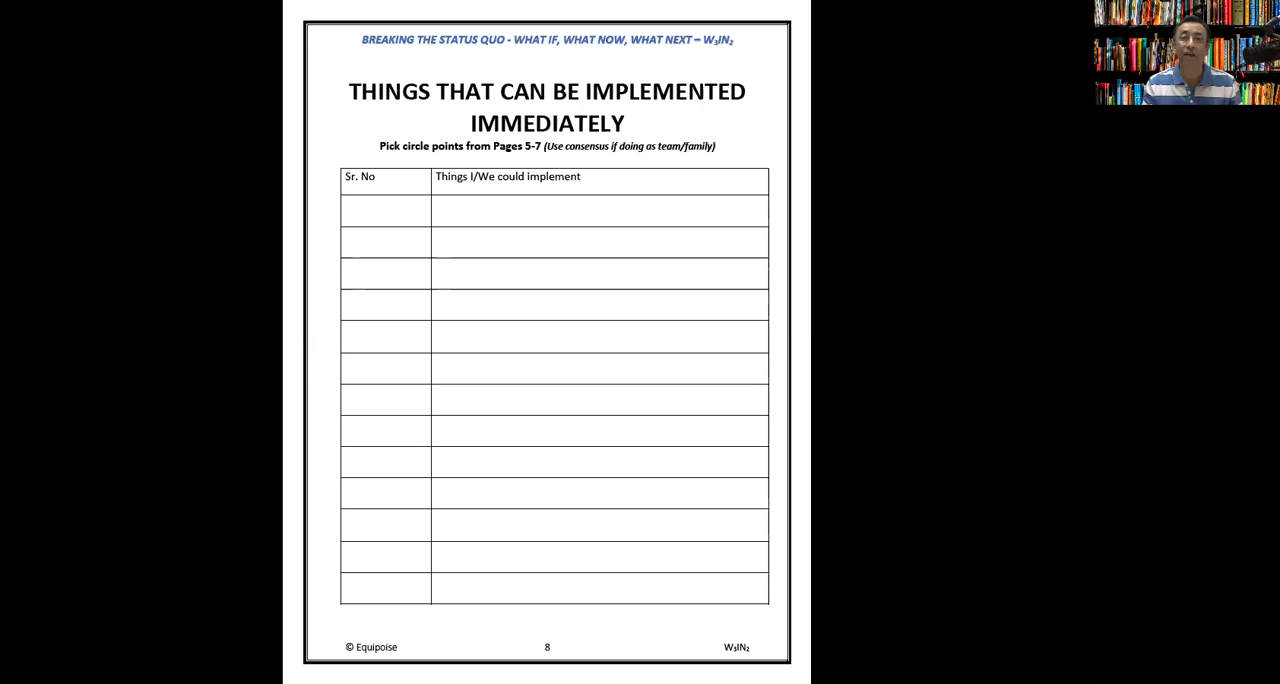 BREAKING THE STATUS QUO - WHAT IF, WHAT NOW, WHAT NEXT – W₃IN₂
THINGS THAT CAN BE IMPLEMENTED
IMMEDIATELY
Pick circle points from Pages 5-7 (Use consensus if doing as team/family)
Sr. No Things I/We could implement
© Equipoise 8 W₃IN₂